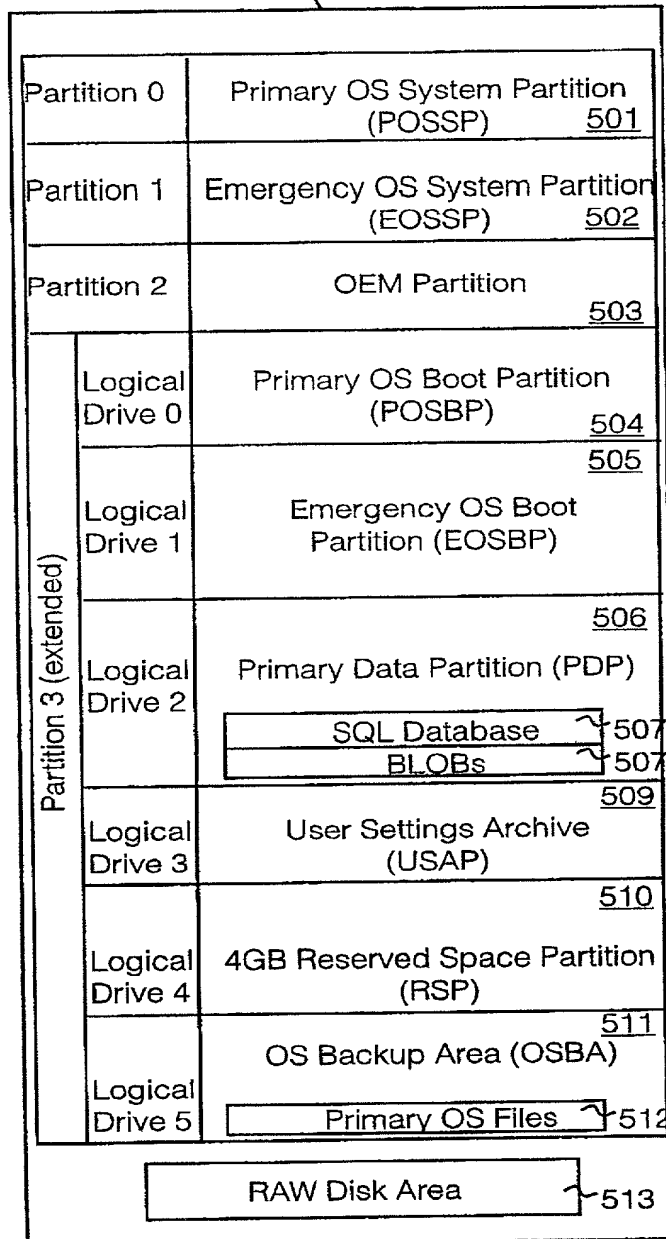 Partition 0
Primary OS System Partition
(POSSP) 501
Partition 1
Emergency OS System Partition
(EOSSP) 502
Partition 2
OEM Partition
503
Partition 3 (extended)
Logical
Drive 0
Primary OS Boot Partition
(POSBP)
504
505
Logical
Drive 1
Emergency OS Boot
Partition (EOSBP)
506
Logical
Drive 2
Primary Data Partition (PDP)
SQL Database 507
BLOBs 507
509
Logical
Drive 3
User Settings Archive
(USAP)
510
Logical
Drive 4
4GB Reserved Space Partition
(RSP)
511
OS Backup Area (OSBA)
Logical
Drive 5
Primary OS Files 512
RAW Disk Area 513